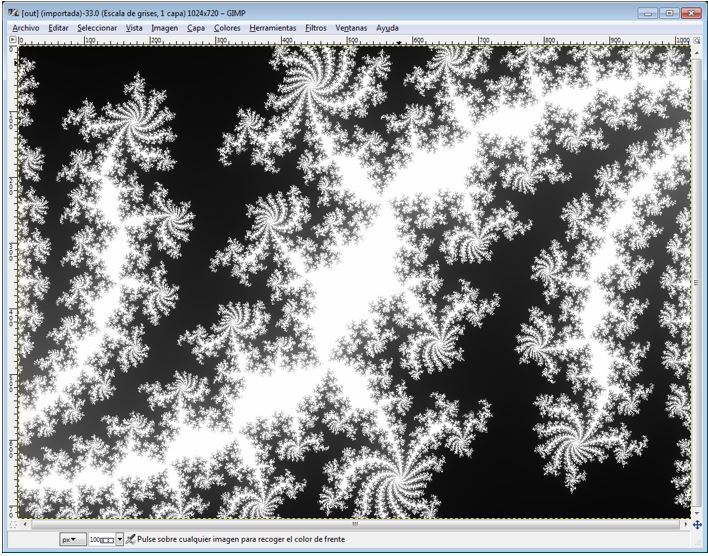 [out] (importada)-33.0 (Escala de grises, 1 capa) 1024x720 – GIMP
Archivo Editar Seleccionar Vista Imagen Capa Colores Herramientas Filtros Ventanas Ayuda
0 100 200 300 400 500 600 700 800 900 1000
px 100% Pulse sobre cualquier imagen para recoger el color de frente